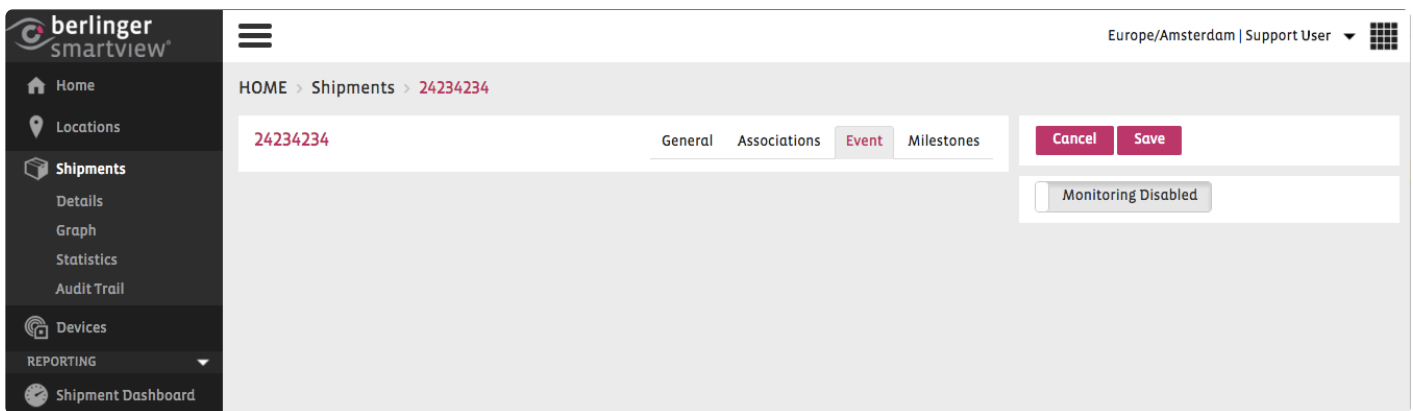 berlinger
smartview®
Europe/Amsterdam | Support User
Home
Locations
Shipments
Details
Graph
Statistics
Audit Trail
Devices
REPORTING
Shipment Dashboard
HOME > Shipments > 24234234
24234234
General Associations Event Milestones
Cancel Save
Monitoring Disabled